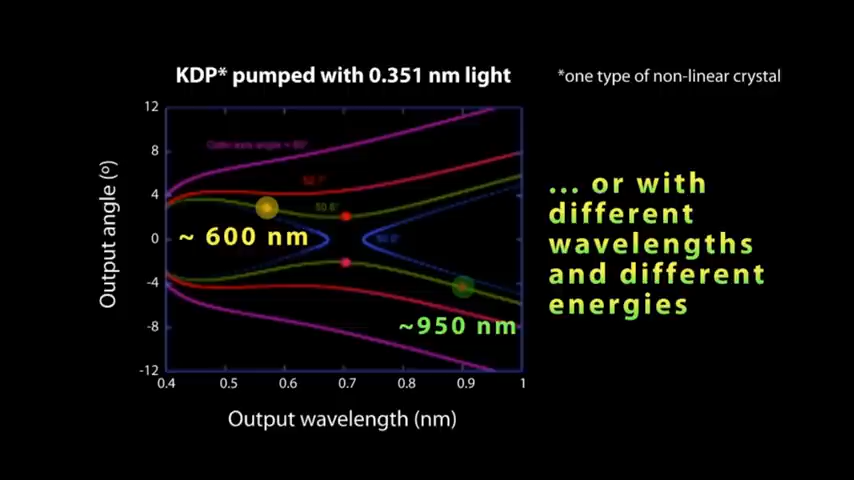 KDP* pumped with 0.351 nm light
*one type of non-linear crystal
12
8
4
0
-4
-8
-12
Output angle (º)
50.6°
~ 600 nm
~950 nm
... or with
different
wavelengths
and different
energies
0.4
0.5
0.6
0.7
0.8
0.9
1
Output wavelength (nm)